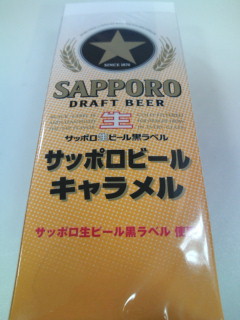 SINCE 1876
SAPPORO
DRAFT BEER
生
サッポロ生ビール黒ラベル
サッポロビール
キャラメル
サッポロ生ビール黒ラベル 使